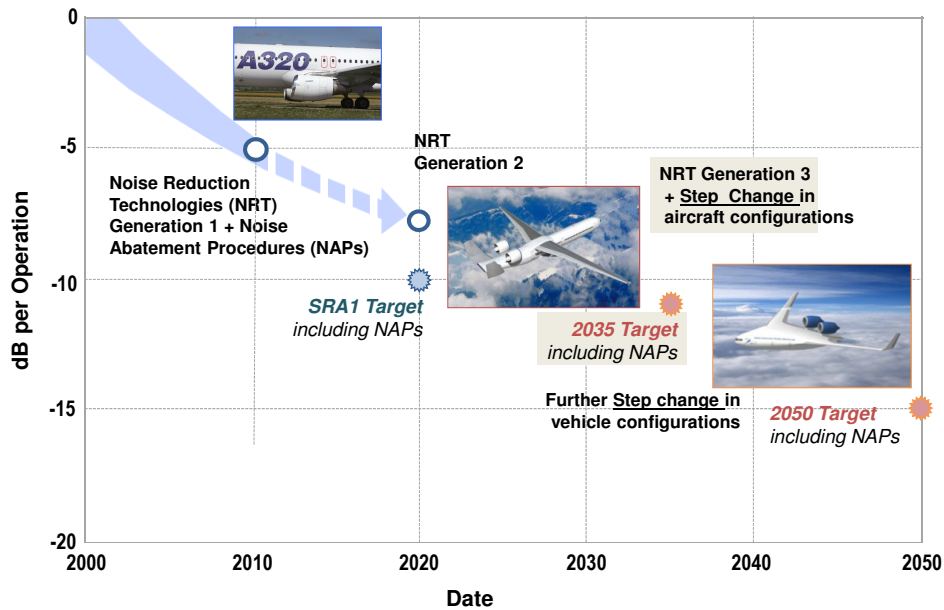 0
-5
-10
-15
-20
dB per Operation
2000
2010
2020
2030
2040
2050
Date
A320
Noise Reduction
Technologies (NRT)
Generation 1 + Noise
Abatement Procedures (NAPs)
NRT
Generation 2
SRA1 Target
including NAPs
NRT Generation 3
+ Step Change in
aircraft configurations
2035 Target
including NAPs
Further Step change in
vehicle configurations
2050 Target
including NAPs